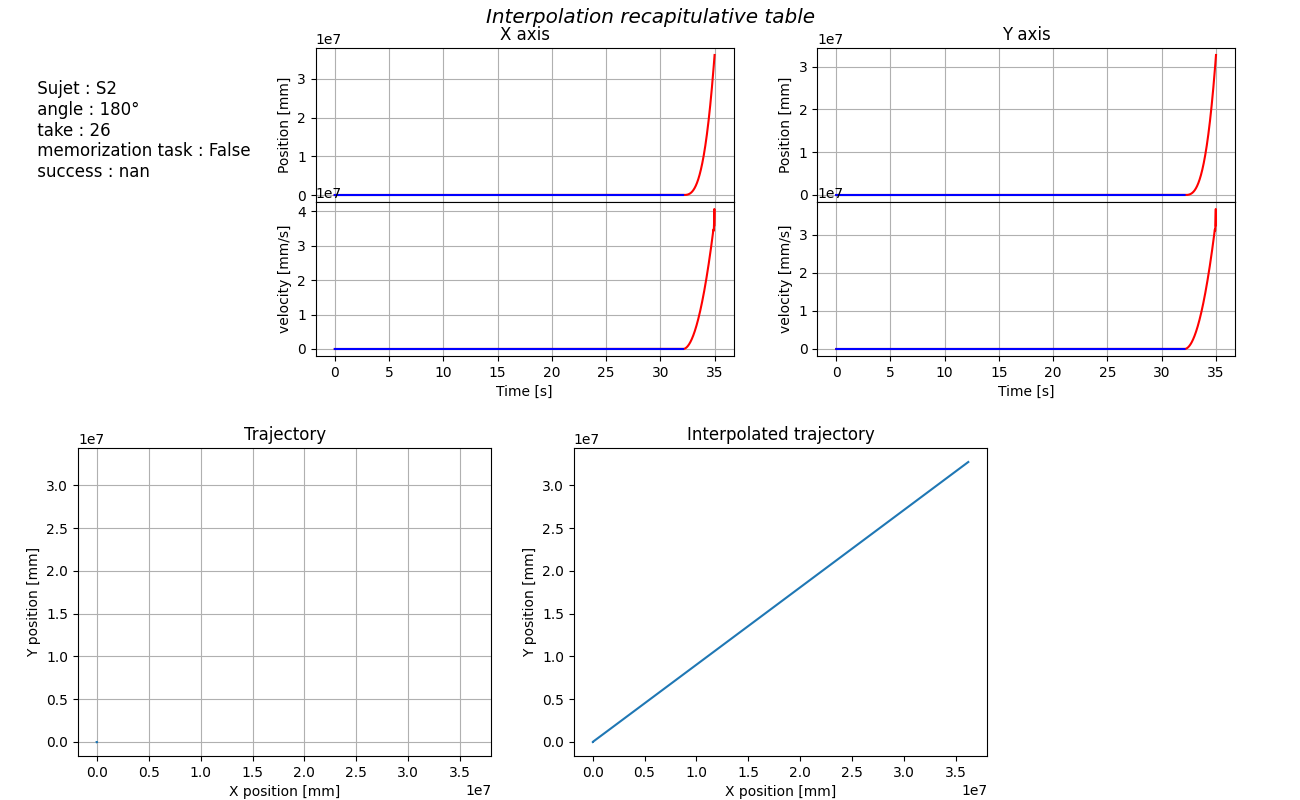 Interpolation recapitulative table
Sujet : S2
angle : 180°
take : 26
memorization task : False
success : nan
X axis
1e7
Position [mm]
3
2
1
0
1e7
velocity [mm/s]
4
3
2
1
0
0 5 10 15 20 25 30 35
Time [s]
Y axis
1e7
Position [mm]
3
2
1
0
1e7
velocity [mm/s]
3
2
1
0
0 5 10 15 20 25 30 35
Time [s]
Trajectory
1e7
Y position [mm]
3.0
2.5
2.0
1.5
1.0
0.5
0.0
0.0 0.5 1.0 1.5 2.0 2.5 3.0 3.5
X position [mm]
1e7
Interpolated trajectory
1e7
Y position [mm]
3.0
2.5
2.0
1.5
1.0
0.5
0.0
0.0 0.5 1.0 1.5 2.0 2.5 3.0 3.5
X position [mm]
1e7